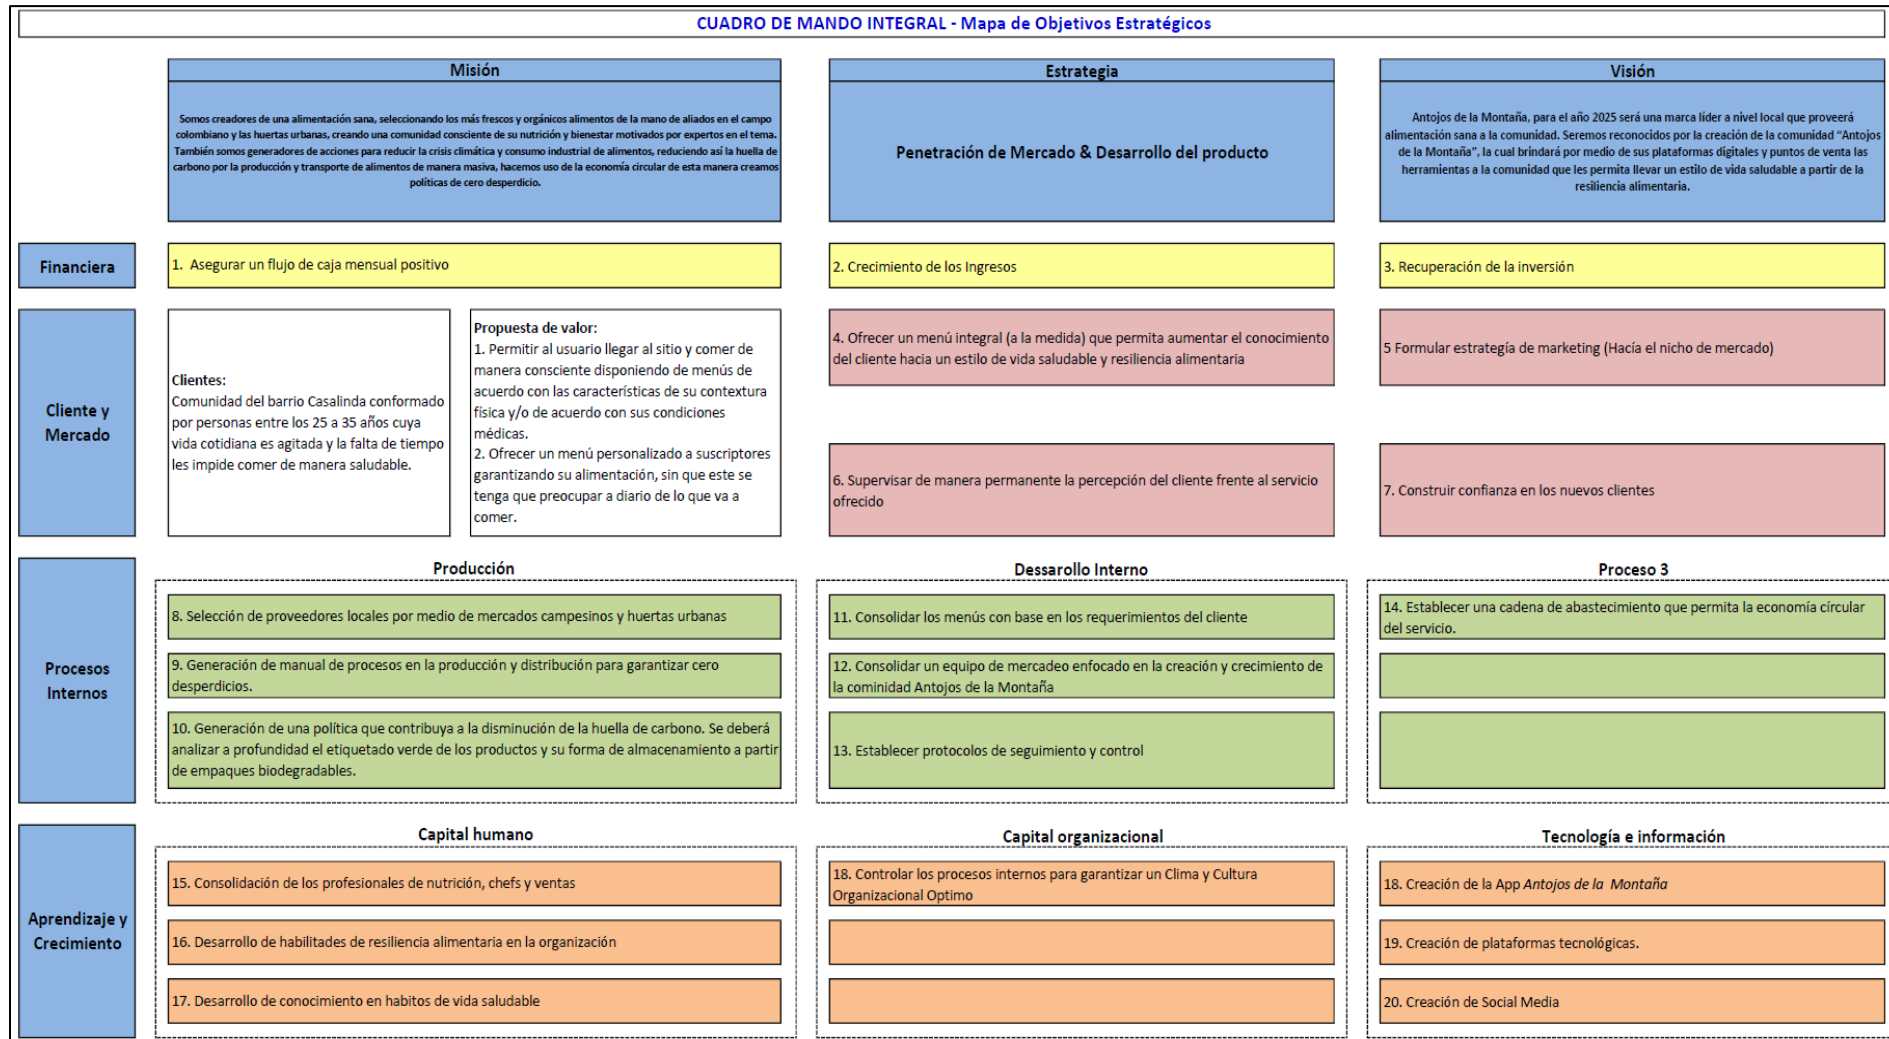 CUADRO DE MANDO INTEGRAL - Mapa de Objetivos Estratégicos
Misión
Somos creadores de una alimentación sana, seleccionando los más frescos y orgánicos alimentos de la mano de aliados en el campo
colombiano y las huertas urbanas, creando una comunidad consciente de su nutrición y bienestar motivados por expertos en el tema.
También somos generadores de acciones para reducir la crisis climática y consumo industrial de alimentos, reduciendo así la huella de
carbono por la producción y transporte de alimentos de manera masiva, hacemos uso de la economía circular de esta manera creamos
políticas de cero desperdicio.
Estrategia
Penetración de Mercado & Desarrollo del producto
Visión
Antojos de la Montaña, para el año 2025 será una marca líder a nivel local que proveerá
alimentación sana a la comunidad. Seremos reconocidos por la creación de la comunidad “Antojos
de la Montaña”, la cual brindará por medio de sus plataformas digitales y puntos de venta las
herramientas a la comunidad que les permita llevar un estilo de vida saludable a partir de la
resiliencia alimentaria.
Financiera
1. Asegurar un flujo de caja mensual positivo
2. Crecimiento de los Ingresos
3. Recuperación de la inversión
Cliente y
Mercado
Clientes:
Comunidad del barrio Casalinda conformado
por personas entre los 25 a 35 años cuya
vida cotidiana es agitada y la falta de tiempo
les impide comer de manera saludable.
Propuesta de valor:
1. Permitir al usuario llegar al sitio y comer de
manera consciente disponiendo de menús de
acuerdo con las características de su contextura
física y/o de acuerdo con sus condiciones
médicas.
2. Ofrecer un menú personalizado a suscriptores
garantizando su alimentación, sin que este se
tenga que preocupar a diario de lo que va a
comer.
4. Ofrecer un menú integral (a la medida) que permita aumentar el conocimiento
del cliente hacia un estilo de vida saludable y resiliencia alimentaria
5 Formular estrategía de marketing (Hacía el nicho de mercado)
6. Supervisar de manera permanente la percepción del cliente frente al servicio
ofrecido
7. Construir confianza en los nuevos clientes
Procesos
Internos
Producción
8. Selección de proveedores locales por medio de mercados campesinos y huertas urbanas
9. Generación de manual de procesos en la producción y distribución para garantizar cero
desperdicios.
10. Generación de una política que contribuya a la disminución de la huella de carbono. Se deberá
analizar a profundidad el etiquetado verde de los productos y su forma de almacenamiento a partir
de empaques biodegradables.
Dessarollo Interno
11. Consolidar los menús con base en los requerimientos del cliente
12. Consolidar un equipo de mercadeo enfocado en la creación y crecimiento de
la cominidad Antojos de la Montaña
13. Establecer protocolos de seguimiento y control
Proceso 3
14. Establecer una cadena de abastecimiento que permita la economía círcular
del servicio.
Aprendizaje y
Crecimiento
Capital humano
15. Consolidación de los profesionales de nutrición, chefs y ventas
16. Desarrollo de habilitades de resiliencia alimentaria en la organización
17. Desarrollo de conocimiento en habitos de vida saludable
Capital organizacional
18. Controlar los procesos internos para garantizar un Clima y Cultura
Organizacional Optimo
Tecnología e información
18. Creación de la App Antojos de la Montaña
19. Creación de plataformas tecnológicas.
20. Creación de Social Media